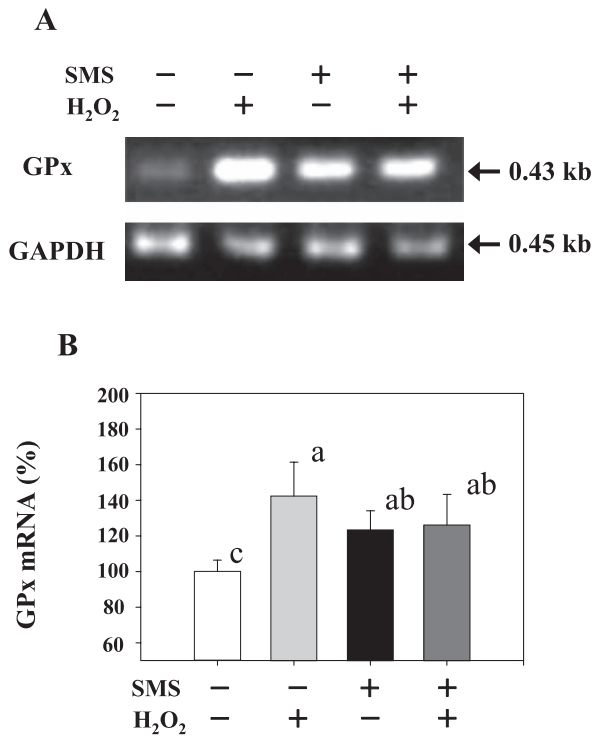 A
SMS − − + +
H₂O₂ − + − +
GPx ← 0.43 kb
GAPDH ← 0.45 kb
B
200
180
160
140
120
100
80
60
GPx mRNA (%)
c a ab ab
SMS − − + +
H₂O₂ − + − +